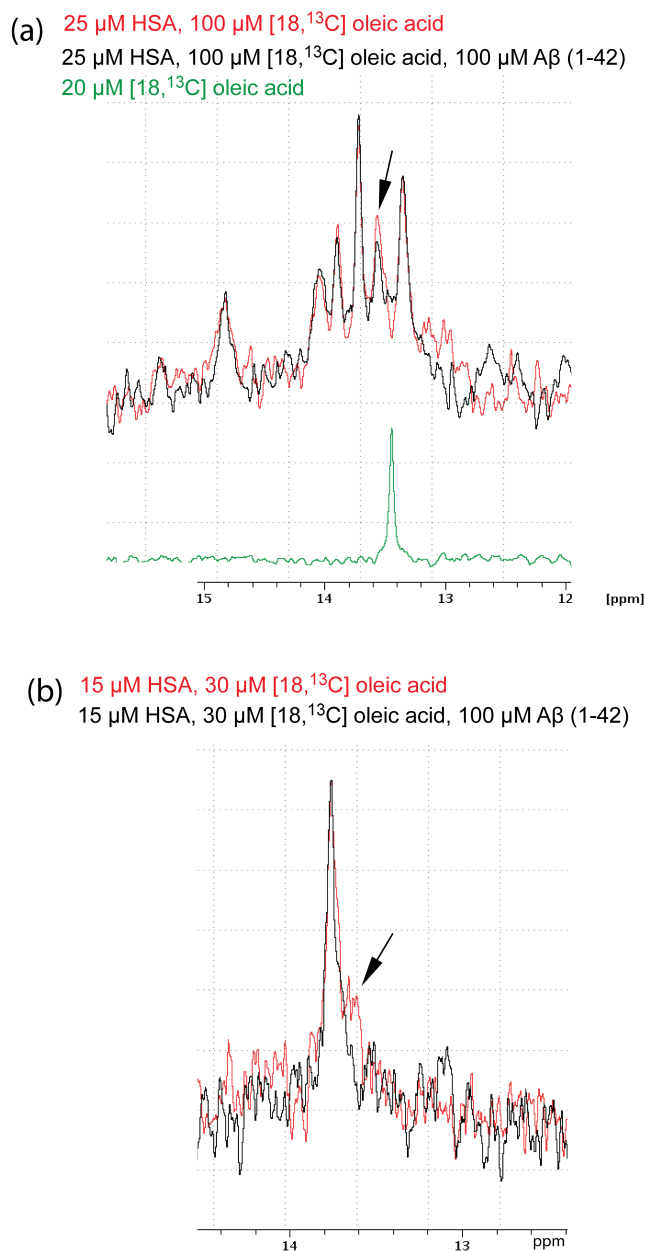 (a) 25 µM HSA, 100 µM [18,¹³C] oleic acid
25 µM HSA, 100 µM [18,¹³C] oleic acid, 100 µM Aβ (1-42)
20 µM [18,¹³C] oleic acid
15 14 13 12 [ppm]
(b) 15 µM HSA, 30 µM [18,¹³C] oleic acid
15 µM HSA, 30 µM [18,¹³C] oleic acid, 100 µM Aβ (1-42)
14 13 ppm